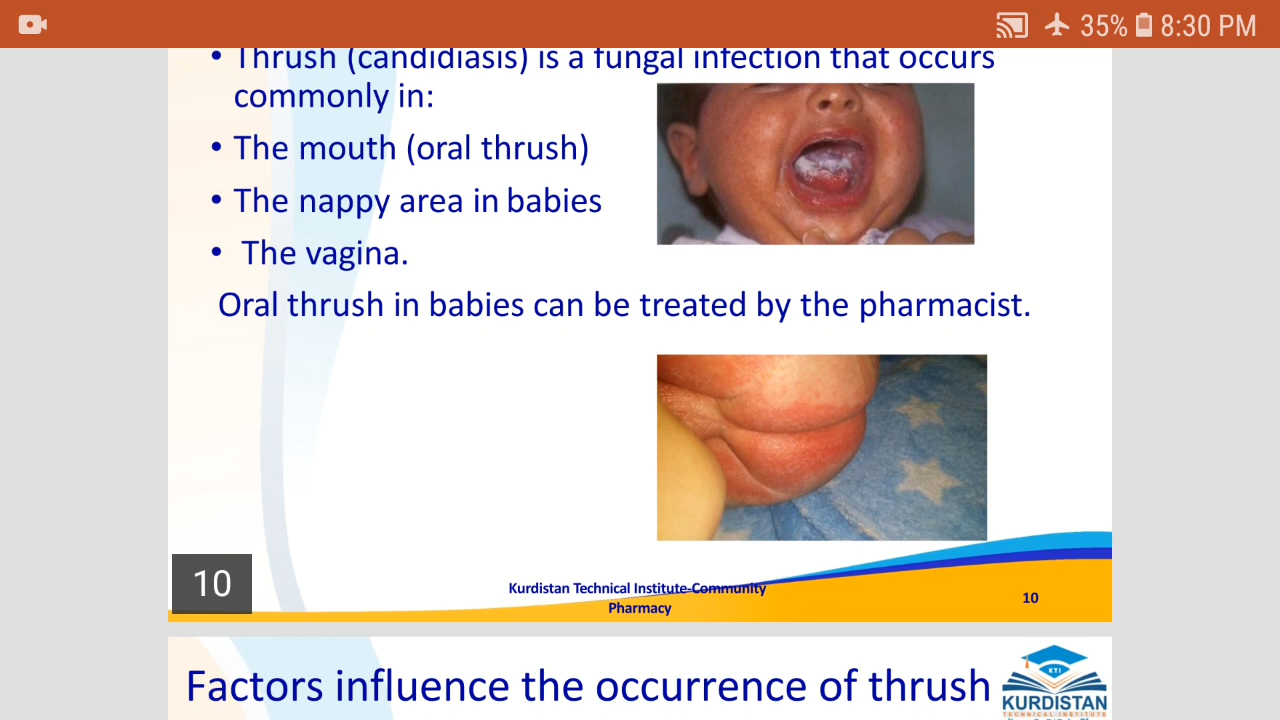 35% 8:30 PM
• Thrush (candidiasis) is a fungal infection that occurs
commonly in:
• The mouth (oral thrush)
• The nappy area in babies
• The vagina.
Oral thrush in babies can be treated by the pharmacist.
10
Kurdistan Technical Institute-Community
Pharmacy
10
Factors influence the occurrence of thrush
KTI
KURDISTAN
TECHNICAL INSTITUTE